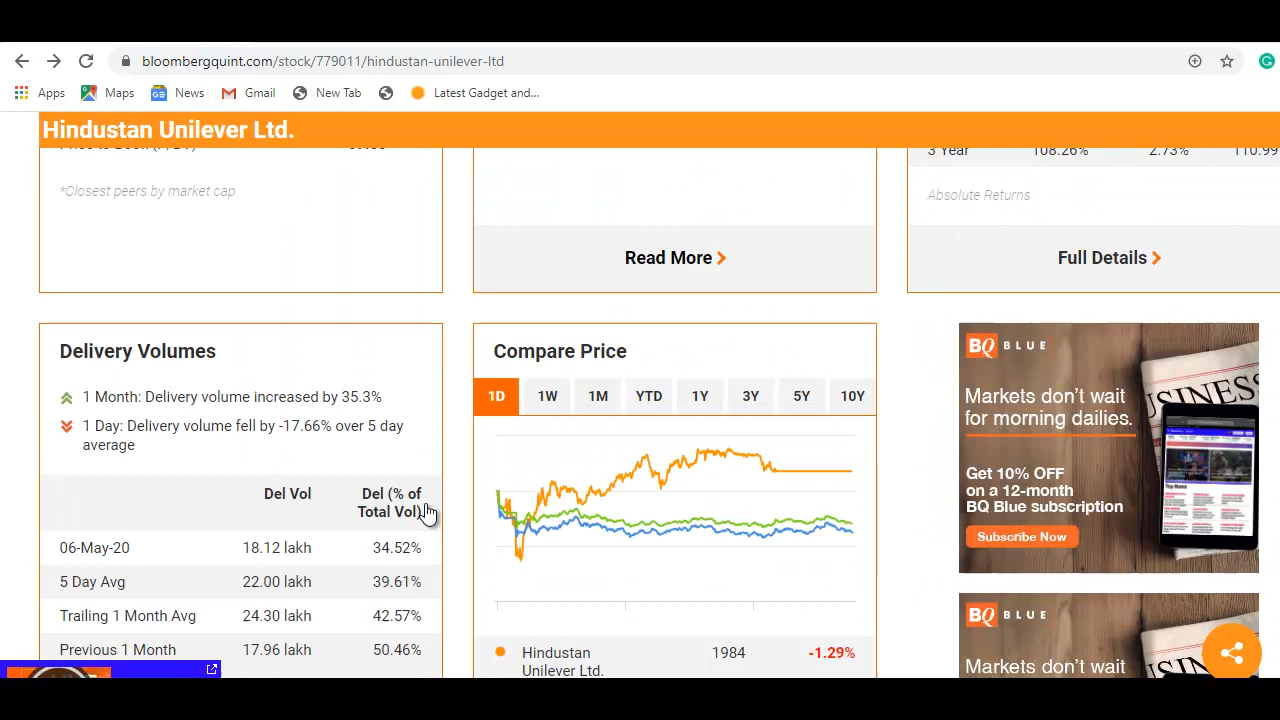 bloombergquint.com/stock/779011/hindustan-unilever-ltd
Apps Maps News Gmail New Tab Latest Gadget and...
Hindustan Unilever Ltd.
*Closest peers by market cap
Read More
3 Year 108.26% 2.73% 110.99
Absolute Returns
Full Details
Delivery Volumes
1 Month: Delivery volume increased by 35.3%
1 Day: Delivery volume fell by -17.66% over 5 day
average
Del Vol Del (% of
Total Vol)
06-May-20 18.12 lakh 34.52%
5 Day Avg 22.00 lakh 39.61%
Trailing 1 Month Avg 24.30 lakh 42.57%
Previous 1 Month 17.96 lakh 50.46%
Compare Price
1D 1W 1M YTD 1Y 3Y 5Y 10Y
Hindustan 1984 -1.29%
Unilever Ltd.
BQ BLUE
Markets don't wait
for morning dailies.
Get 10% OFF
on a 12-month
BQ Blue subscription
Subscribe Now
BUSINESS
BQ BLUE
Markets don't wait